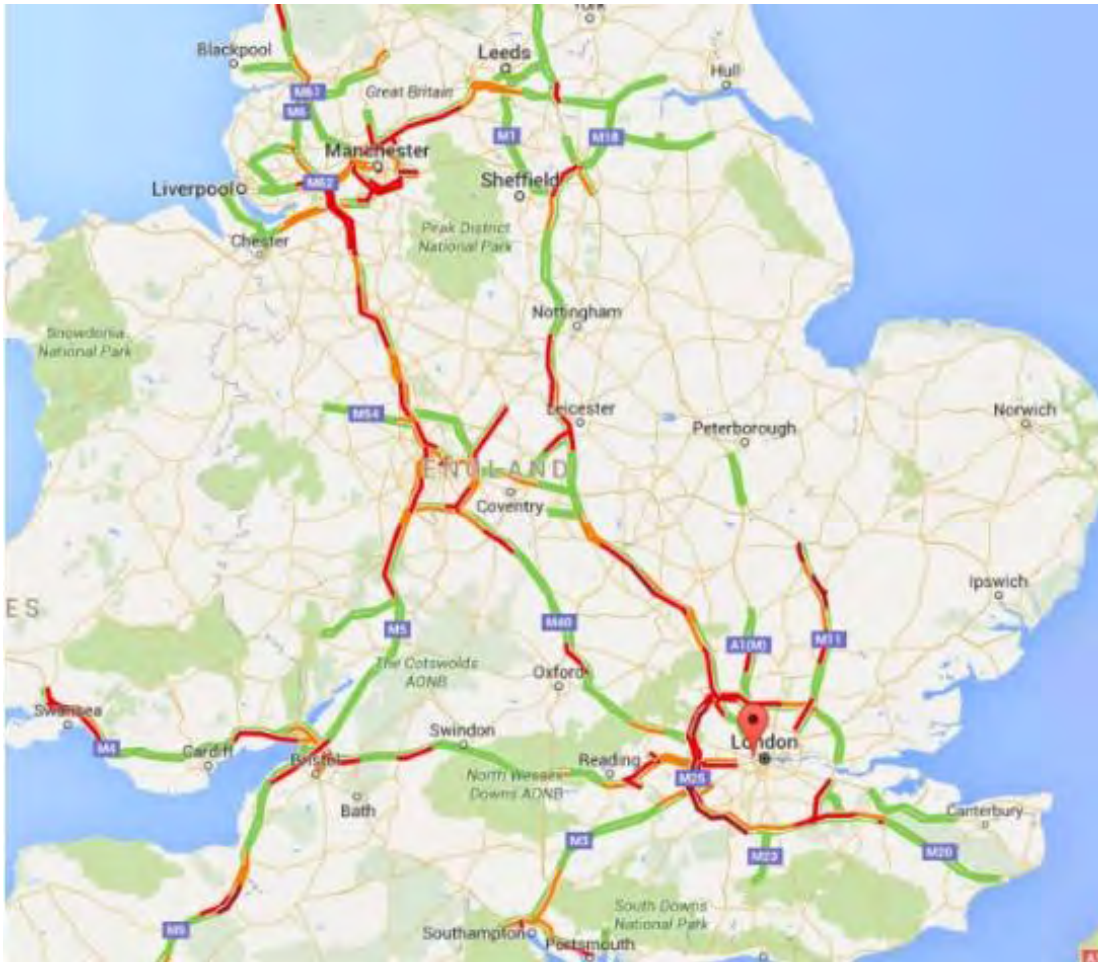 York
Blackpool
Leeds
Hull
M61
M6
Great Britain
M1
M18
Manchester
M62
Liverpool
Sheffield
Peak District
National Park
Chester
Nottingham
Snowdonia
National Park
M54
Leicester
Norwich
Peterborough
ENGLAND
Coventry
Ipswich
ES
M5
M40
A1(M)
M11
The Cotswolds
AONB
Oxford
Swansea
M4
Cardiff
Swindon
London
Bristol
Reading
North Wessex
Downs AONB
M25
Bath
Canterbury
M3
M23
M20
South Downs
National Park
M5
Southampton
Portsmouth